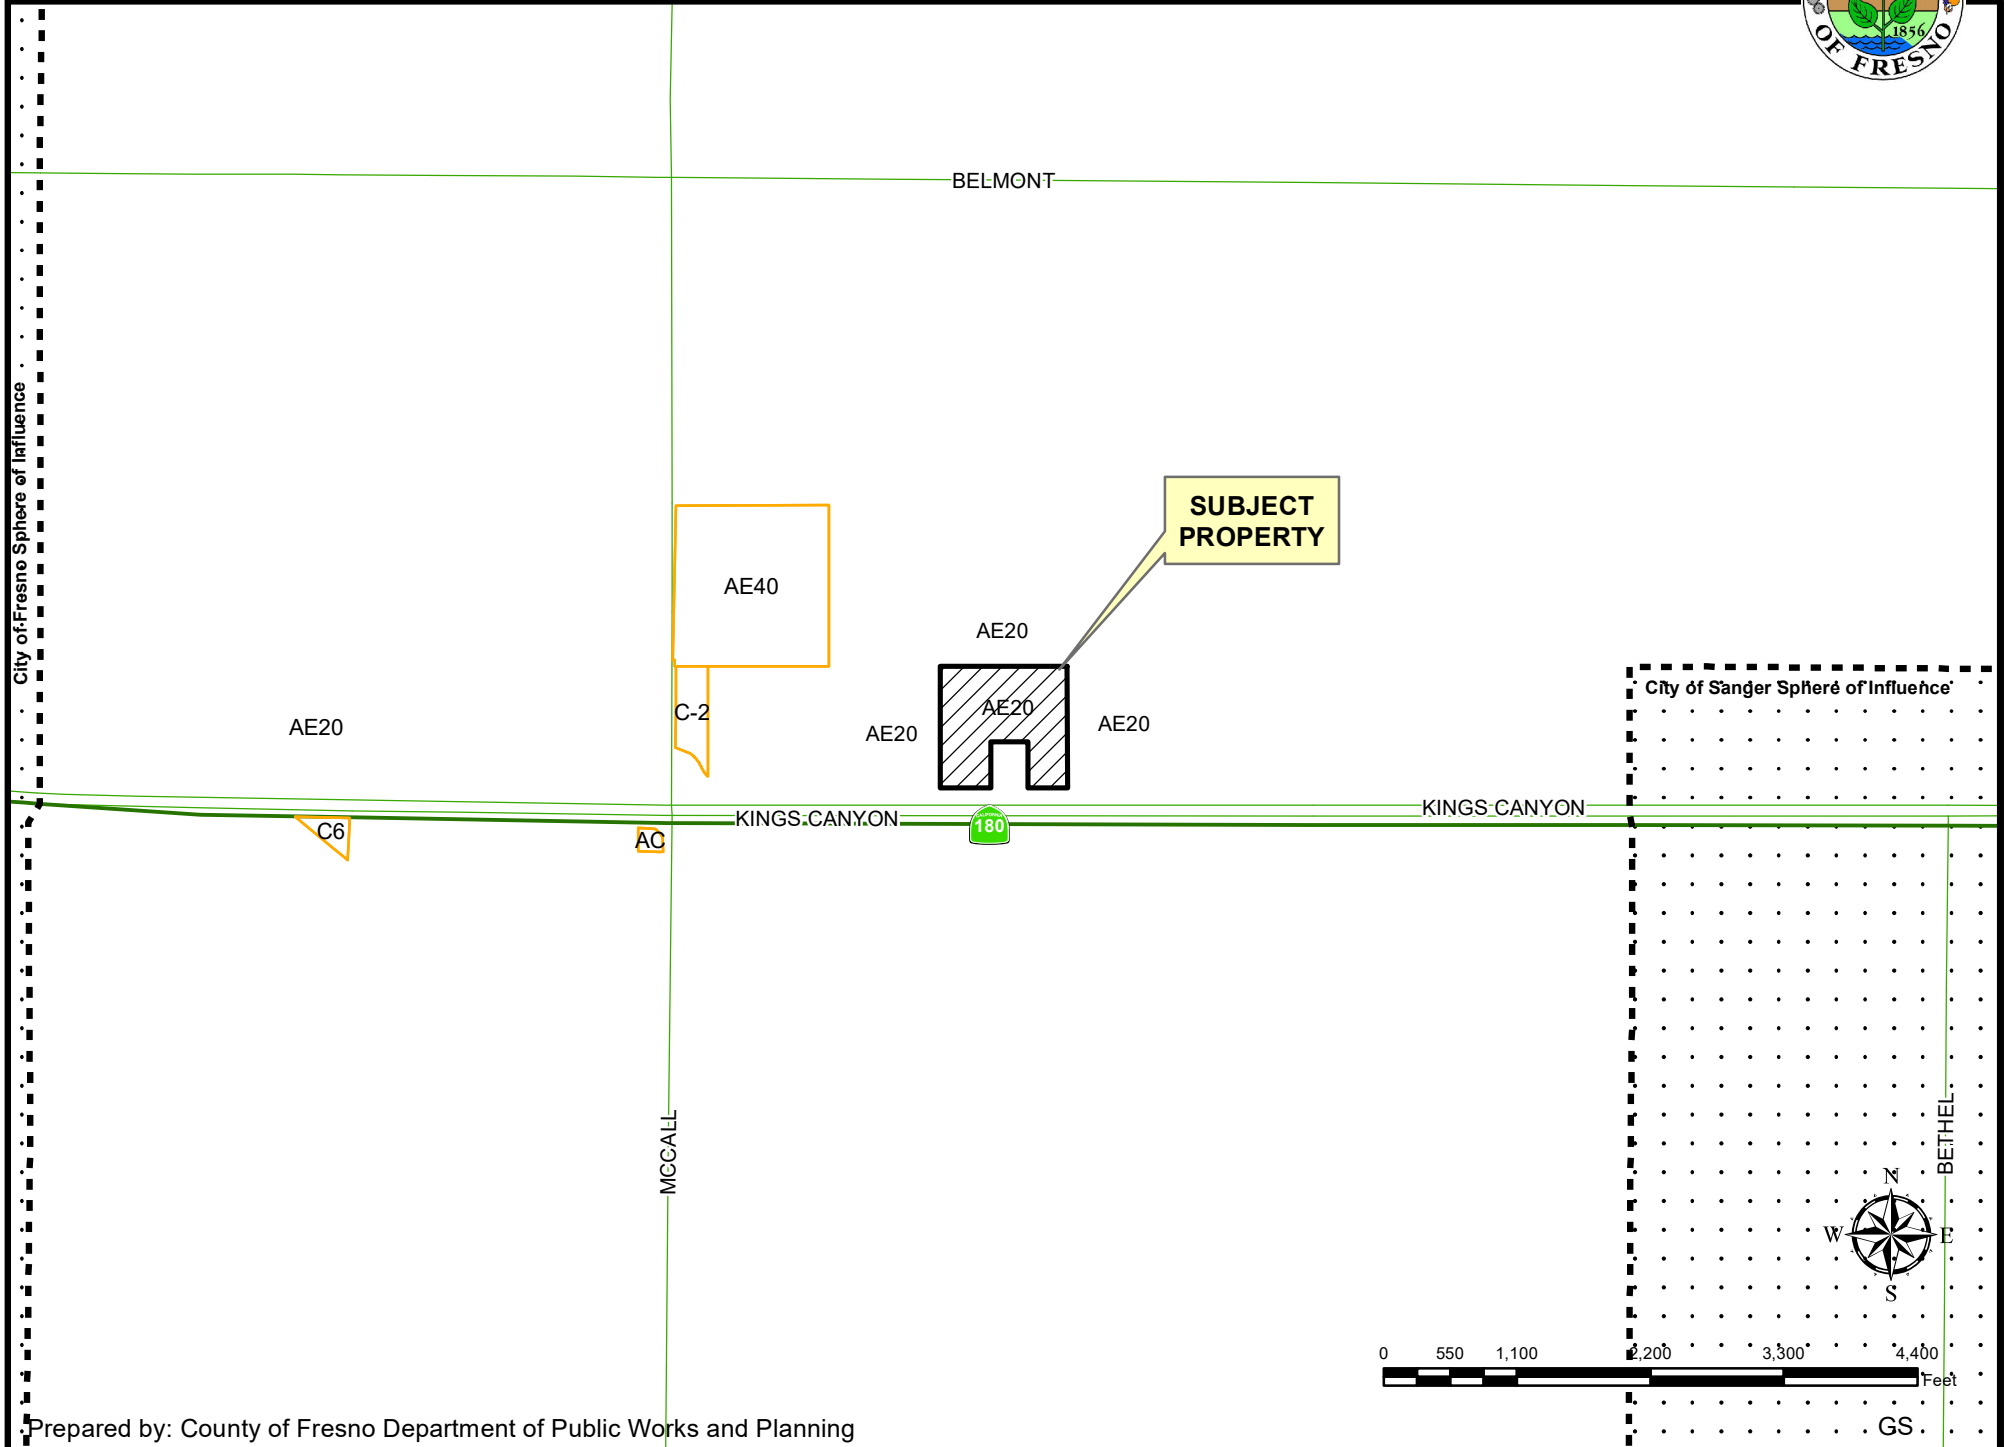 1856
OF FRESNO
BELMONT
City of Fresno Sphere of Influence
SUBJECT
PROPERTY
AE40
AE20
City of Sanger Sphere of Influence
C-2
AE20
AE20
AE20
AE20
KINGS CANYON
KINGS CANYON
CALIFORNIA
180
C6
AC
MCCALL
BETHEL
N
W
E
S
0 550 1,100 2,200 3,300 4,400
Feet
Prepared by: County of Fresno Department of Public Works and Planning
GS